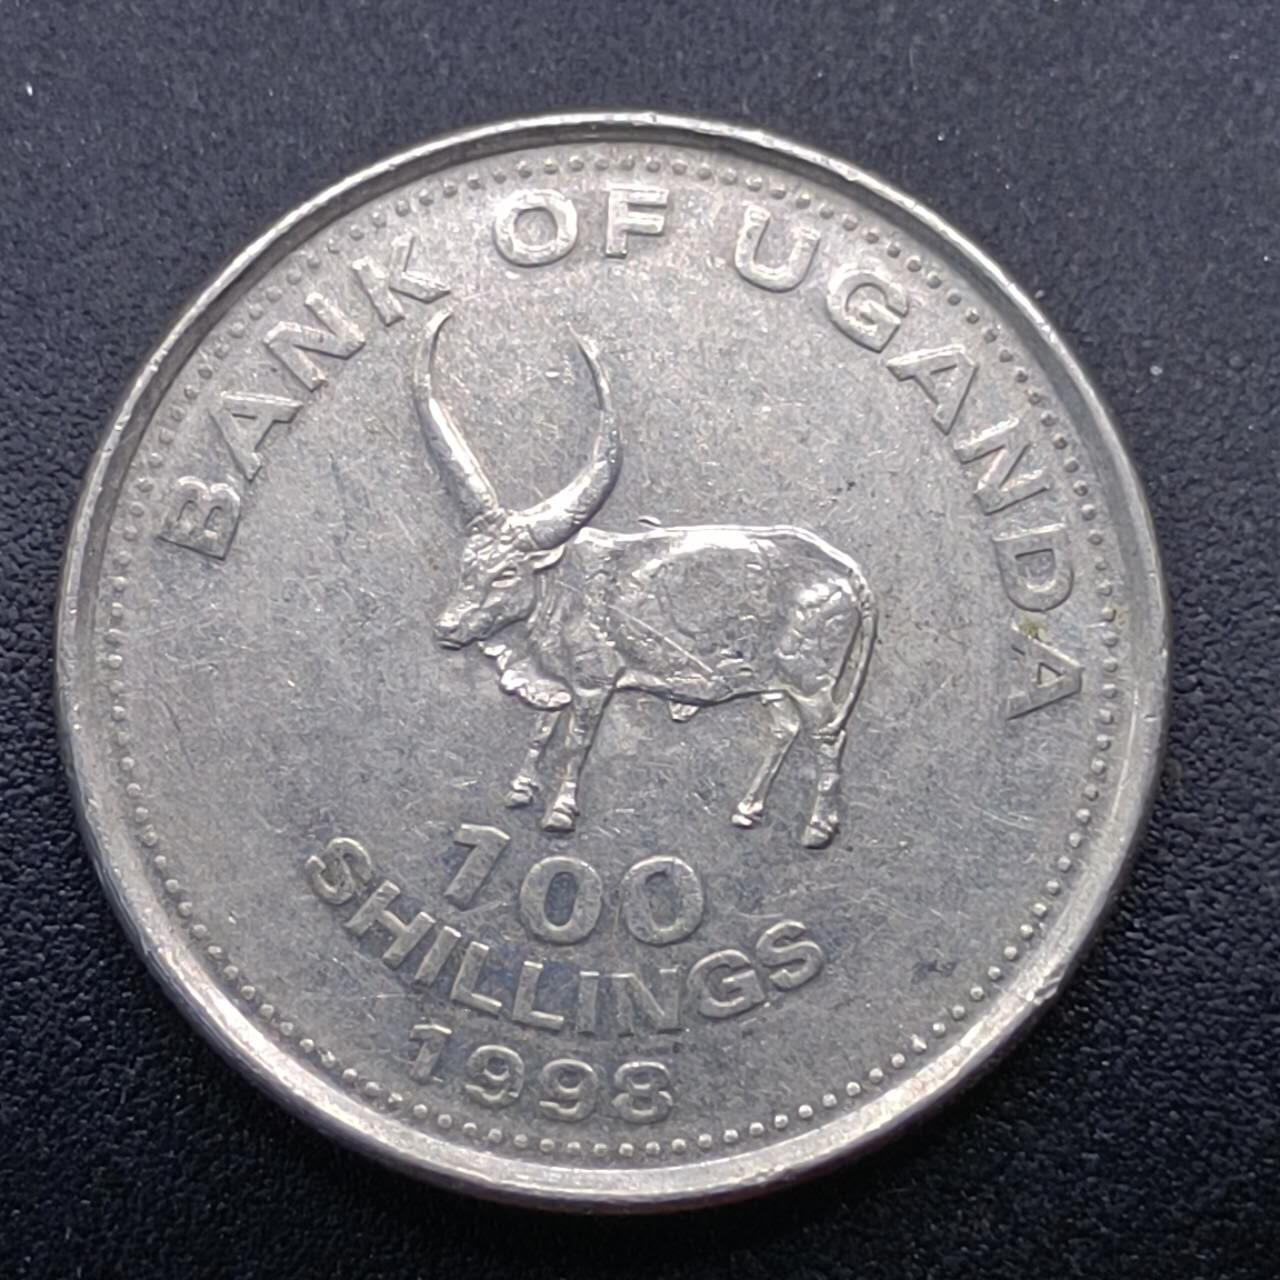 BANK OF UGANDA
100
SHILLINGS
1998